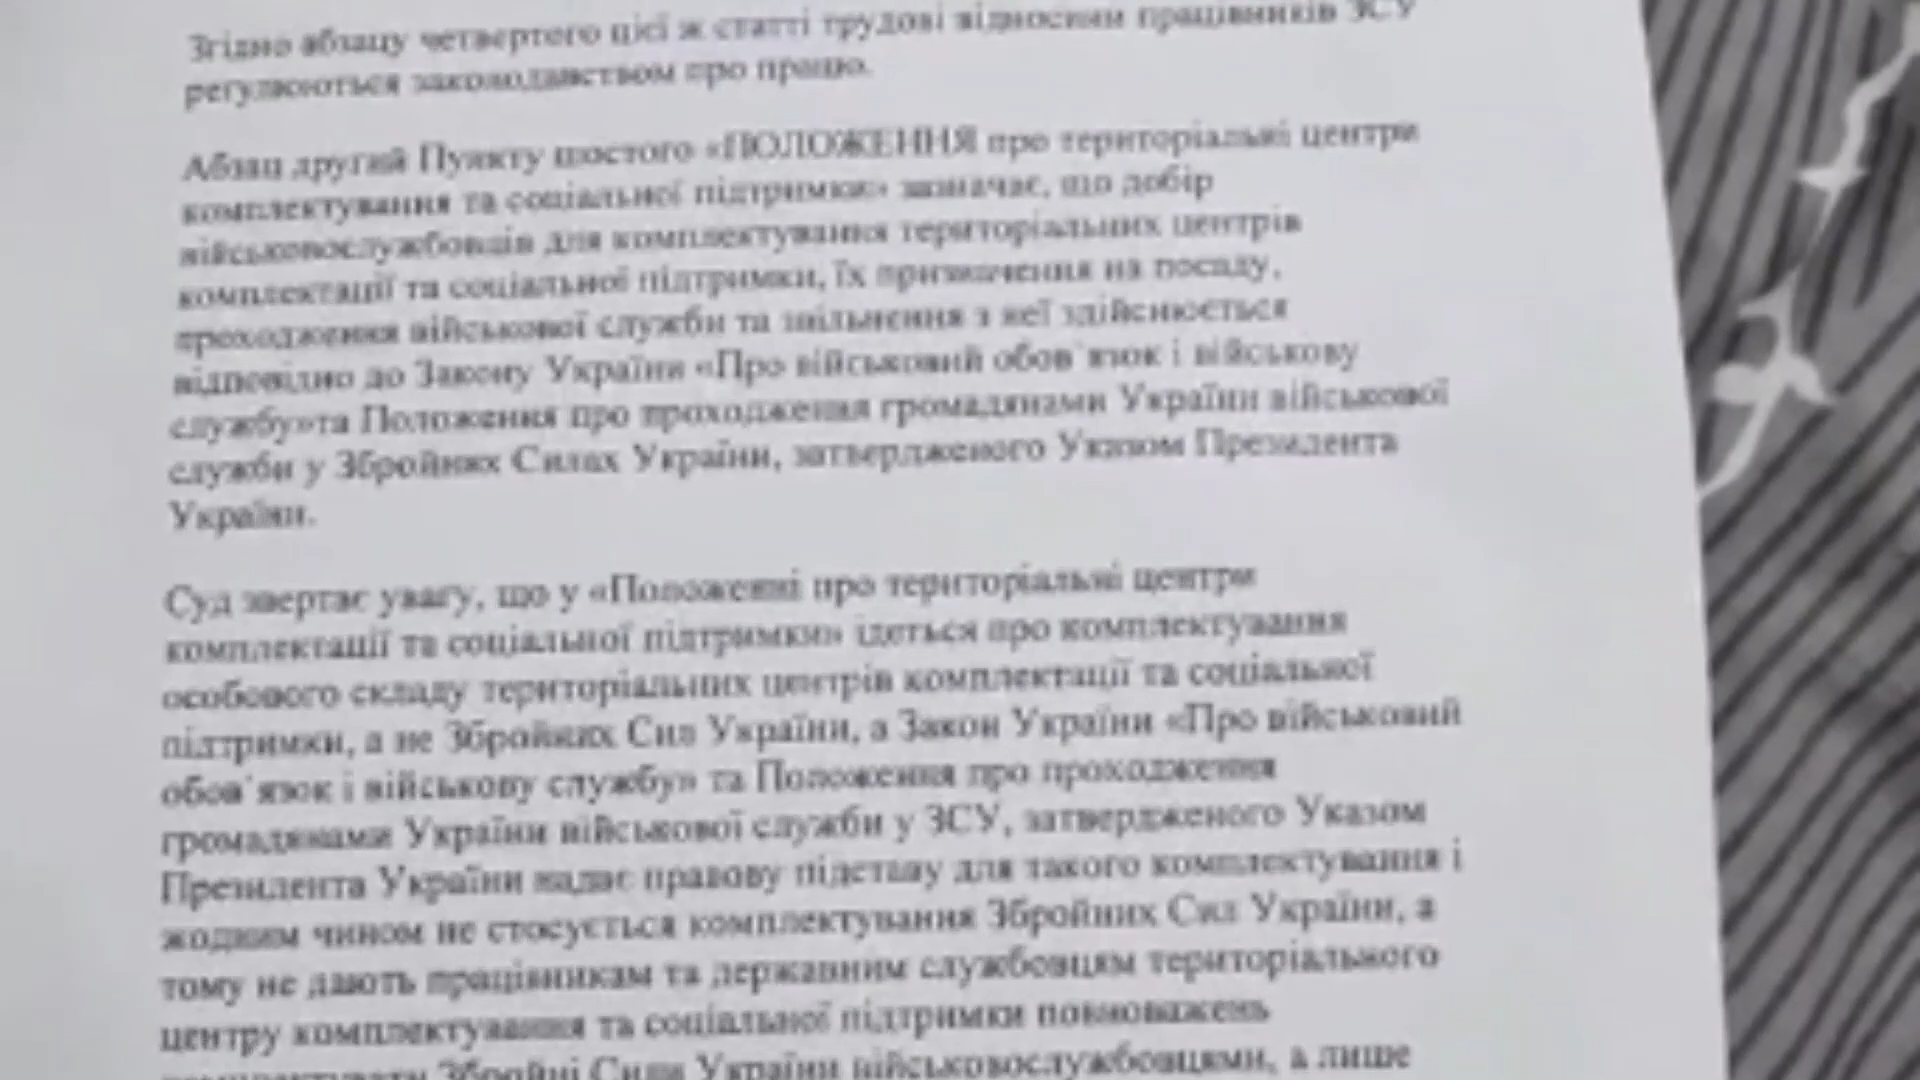 Згідно абзацу четвертого цієї ж статті трудові відносини працівників ЗСУ
регулюються законодавством про працю.
Абзац другий Пункту шостого «ПОЛОЖЕННЯ про територіальні центри
комплектування та соціальної підтримки» зазначає, що добір
військовослужбовців для комплектування територіальних центрів
комплектації та соціальної підтримки, їх призначення на посаду,
проходження військової служби та звільнення з неї здійснюється
відповідно до Закону України «Про військовий обов`язок і військову
службу»та Положення про проходження громадянами України військової
служби у Збройних Силах України, затвердженого Указом Президента
України.
Суд звертає увагу, що у «Положенні про територіальні центри
комплектації та соціальної підтримки» ідеться про комплектування
особового складу територіальних центрів комплектації та соціальної
підтримки, а не Збройних Сил України, а Закон України «Про військовий
обов`язок і військову службу» та Положення про проходження
громадянами України військової служби у ЗСУ, затвердженого Указом
Президента України надає правову підставу для такого комплектування і
жодним чином не стосується комплектування Збройних Сил України, а
тому не дають працівникам та державним службовцям територіального
центру комплектування та соціальної підтримки повноважень
комплектувати Збройні Сили України військовослужбовцями, а лише